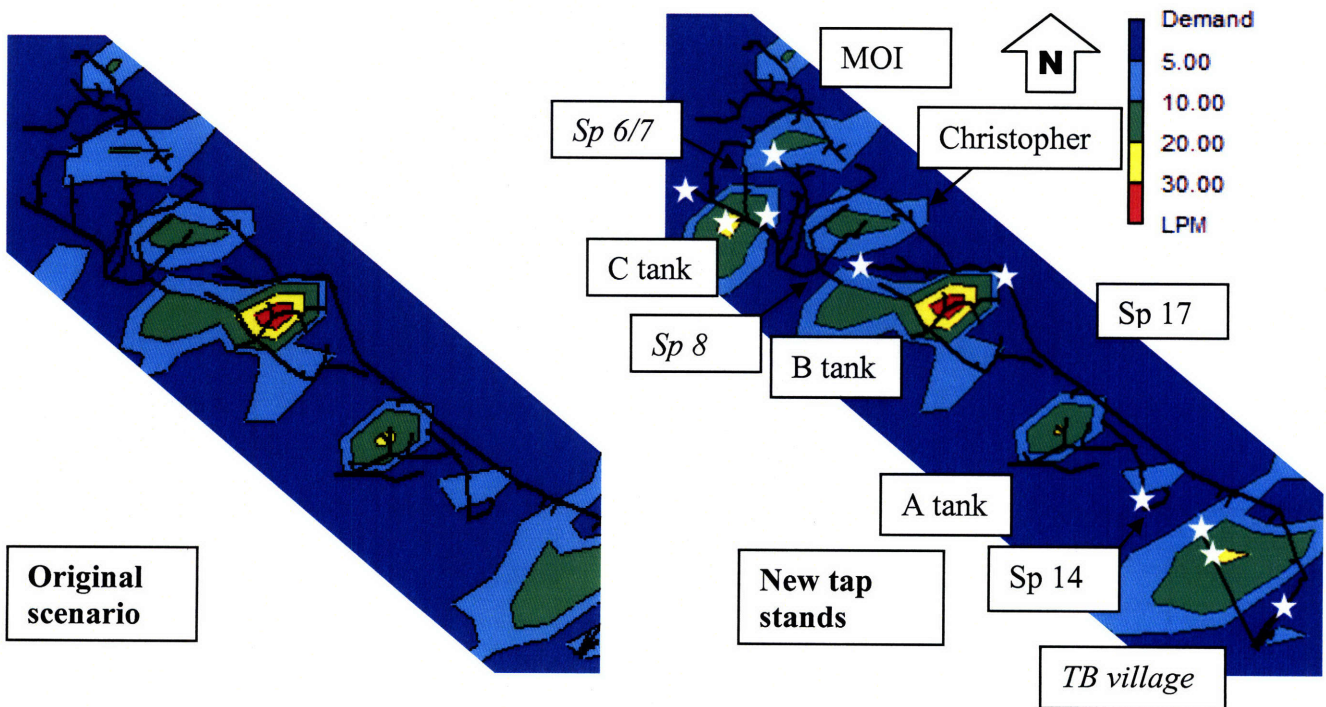 Demand
5.00
10.00
20.00
30.00
LPM
N
MOI
Sp 6/7
Christopher
C tank
Sp 8
B tank
Sp 17
A tank
Sp 14
TB village
Original
scenario
New tap
stands